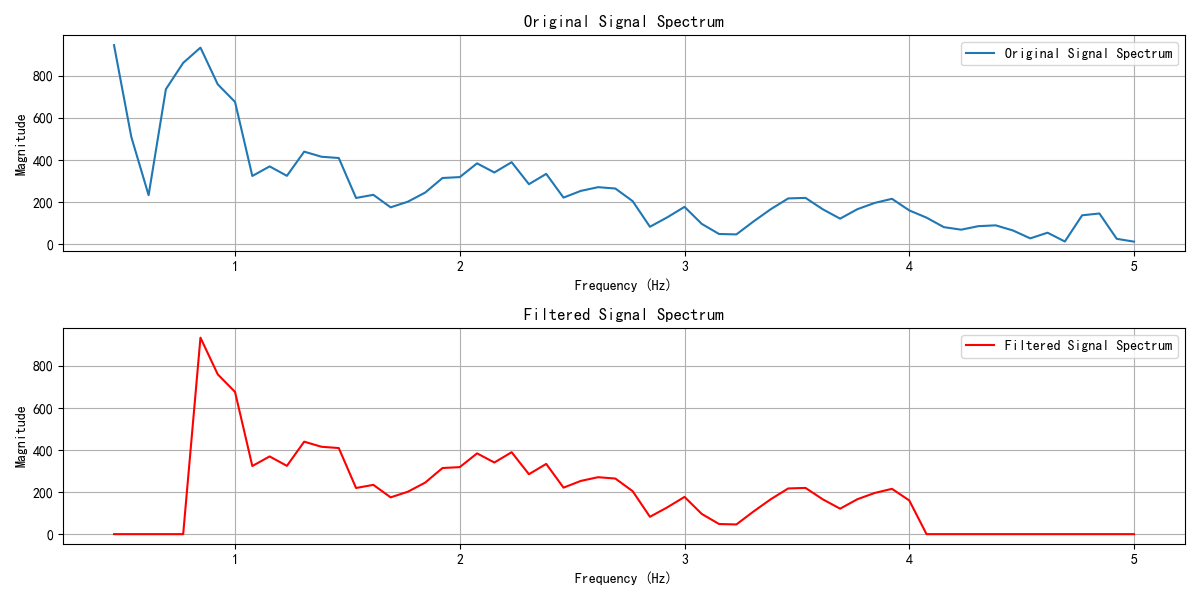 Original Signal Spectrum
Original Signal Spectrum
800
600
400
200
0
Magnitude
1 2 3 4 5
Frequency (Hz)
Filtered Signal Spectrum
Filtered Signal Spectrum
800
600
400
200
0
Magnitude
1 2 3 4 5
Frequency (Hz)